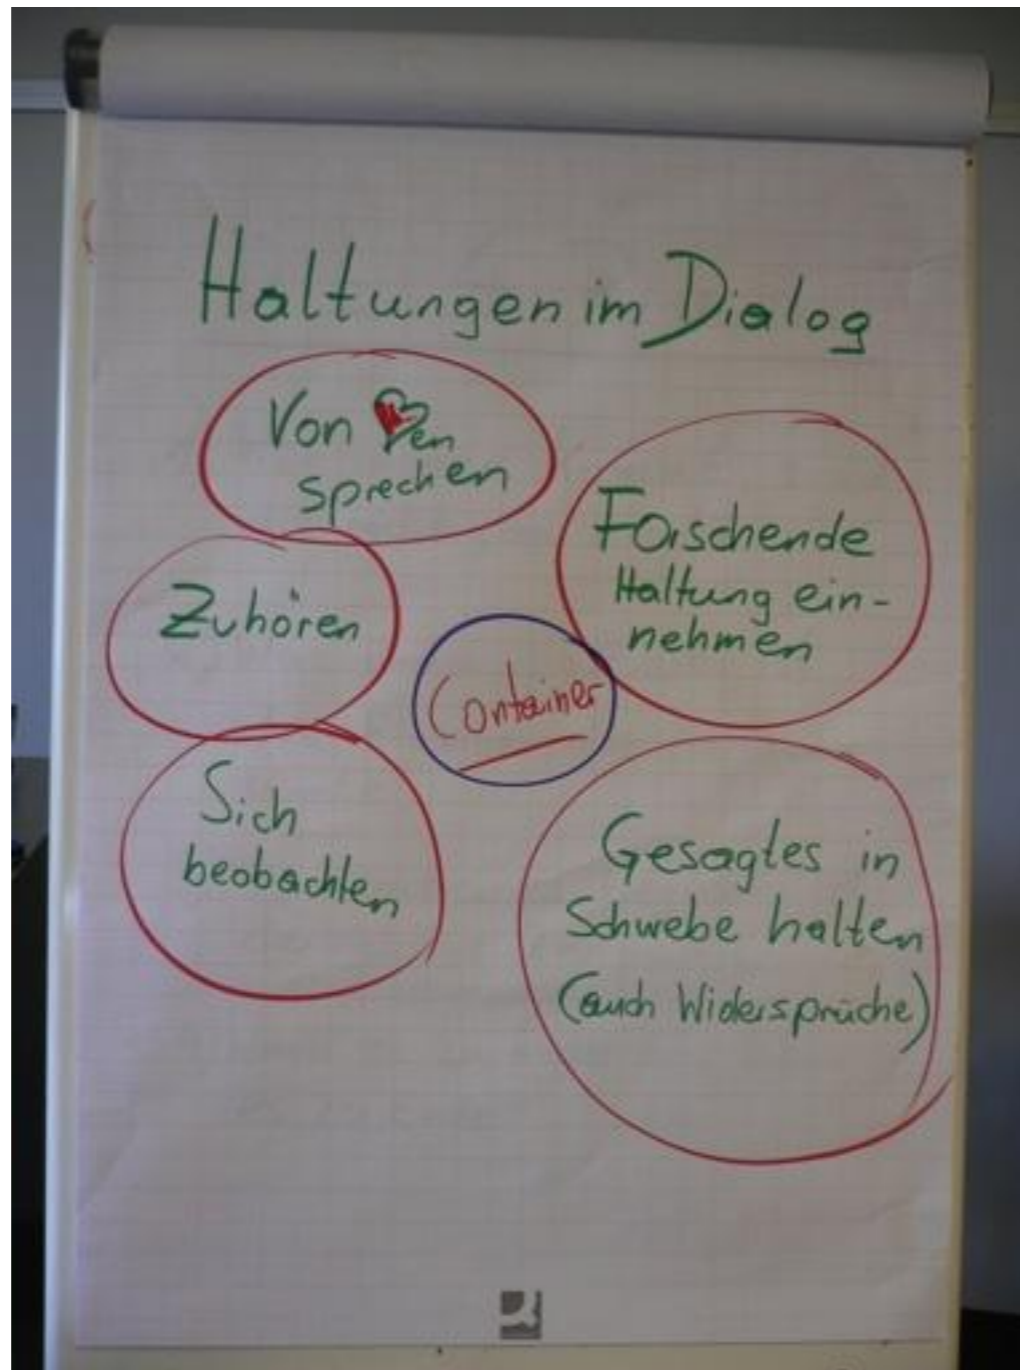 Haltungen im Dialog
Von ♥en
sprechen
Forschende
Haltung ein-
nehmen
Zuhören
Container
Sich
beobachten
Gesagtes in
Schwebe halten
(auch Widersprüche)